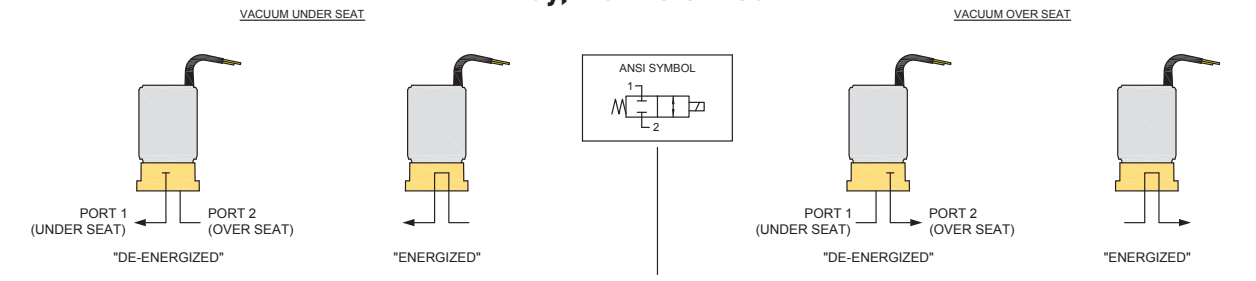 VACUUM UNDER SEAT
VACUUM OVER SEAT
ANSI SYMBOL
1
2
PORT 1
(UNDER SEAT)
PORT 2
(OVER SEAT)
"DE-ENERGIZED"
"ENERGIZED"
PORT 1
(UNDER SEAT)
PORT 2
(OVER SEAT)
"DE-ENERGIZED"
"ENERGIZED"